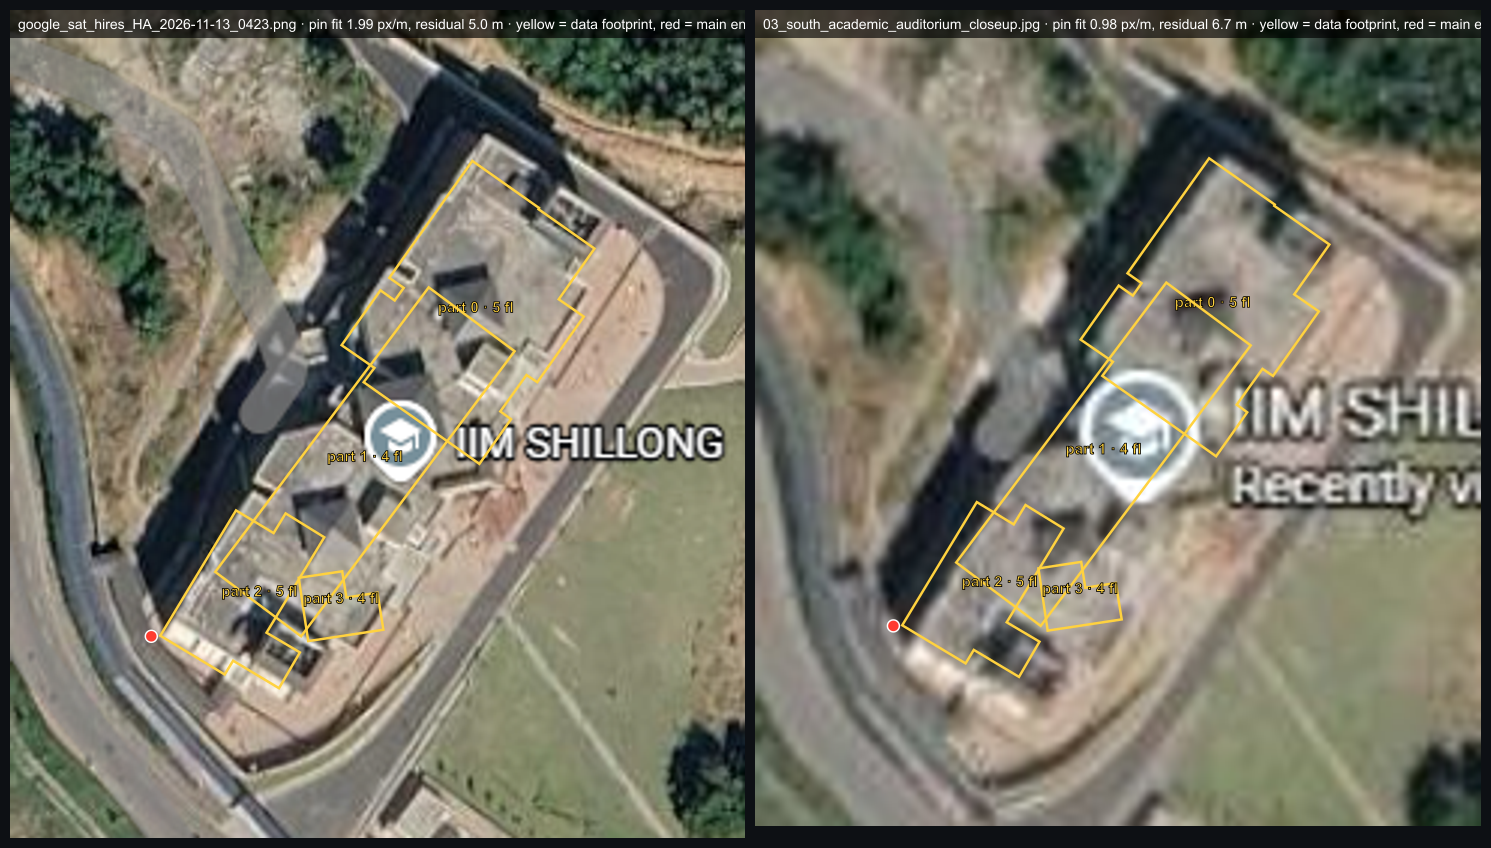 google_sat_hires_HA_2026-11-13_0423.png · pin fit 1.99 px/m, residual 5.0 m · yellow = data footprint, red = main en
part 0 · 5 fl
IIM SHILLONG
part 1 · 4 fl
part 2 · 5 fl
part 3 · 4 fl
03_south_academic_auditorium_closeup.jpg · pin fit 0.98 px/m, residual 6.7 m · yellow = data footprint, red = main e
part 0 · 5 fl
IIM SHIL
part 1 · 4 fl
Recently vi
part 2 · 5 fl
part 3 · 4 fl